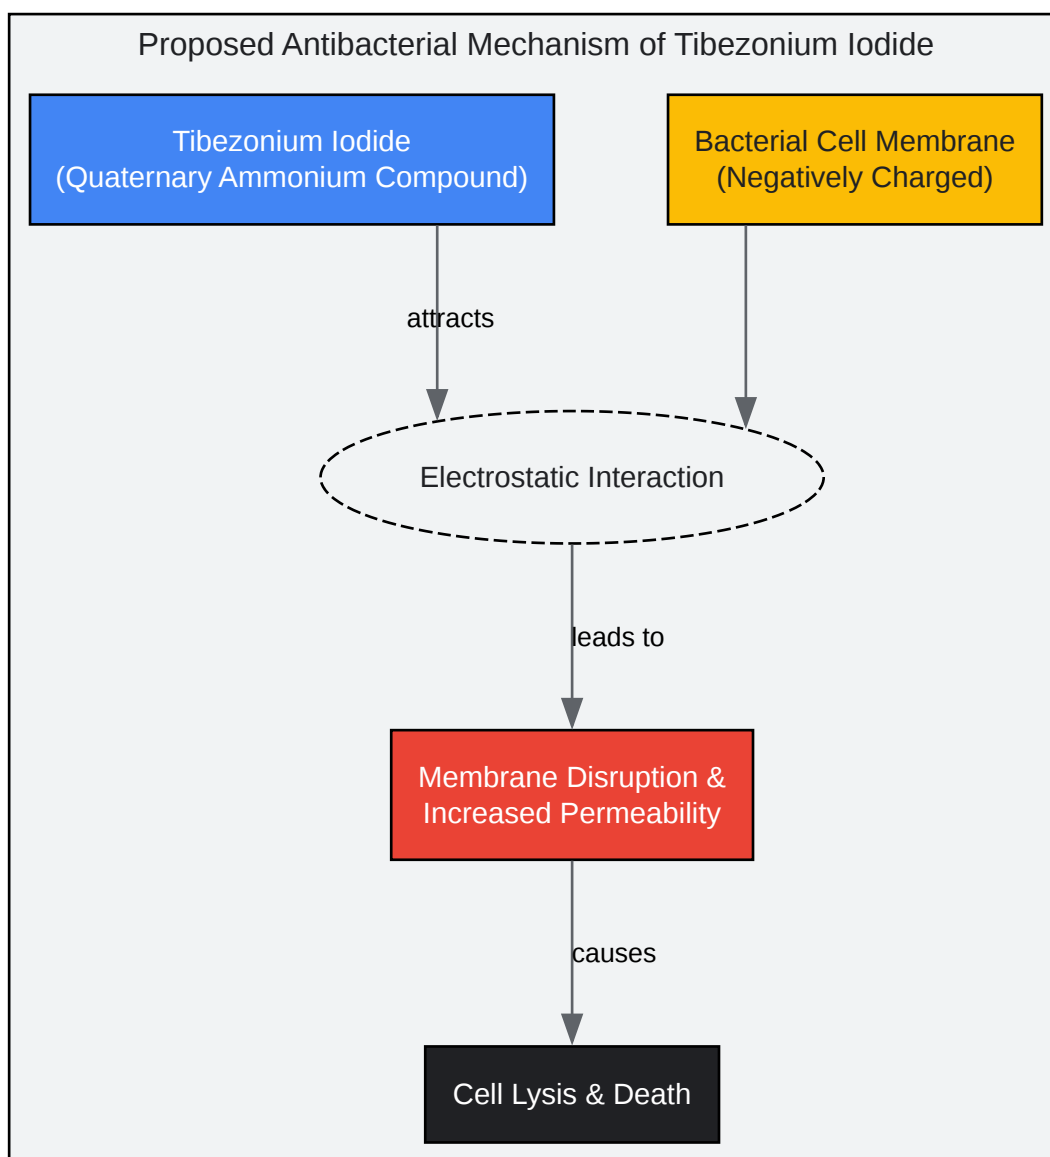 Proposed Antibacterial Mechanism of Tibezonium Iodide
Tibezonium Iodide
(Quaternary Ammonium Compound)
Bacterial Cell Membrane
(Negatively Charged)
attracts
Electrostatic Interaction
leads to
Membrane Disruption &
Increased Permeability
causes
Cell Lysis & Death